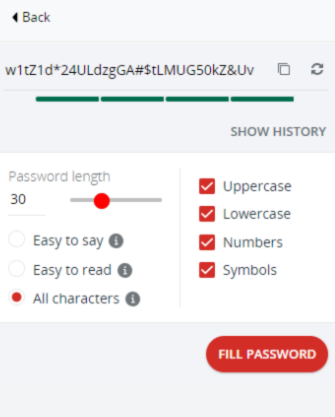 Back
w1tZ1d*24ULdzgGA#$tLMUG50kZ&Uv
SHOW HISTORY
Password length
30
Easy to say
Easy to read
All characters
Uppercase
Lowercase
Numbers
Symbols
FILL PASSWORD